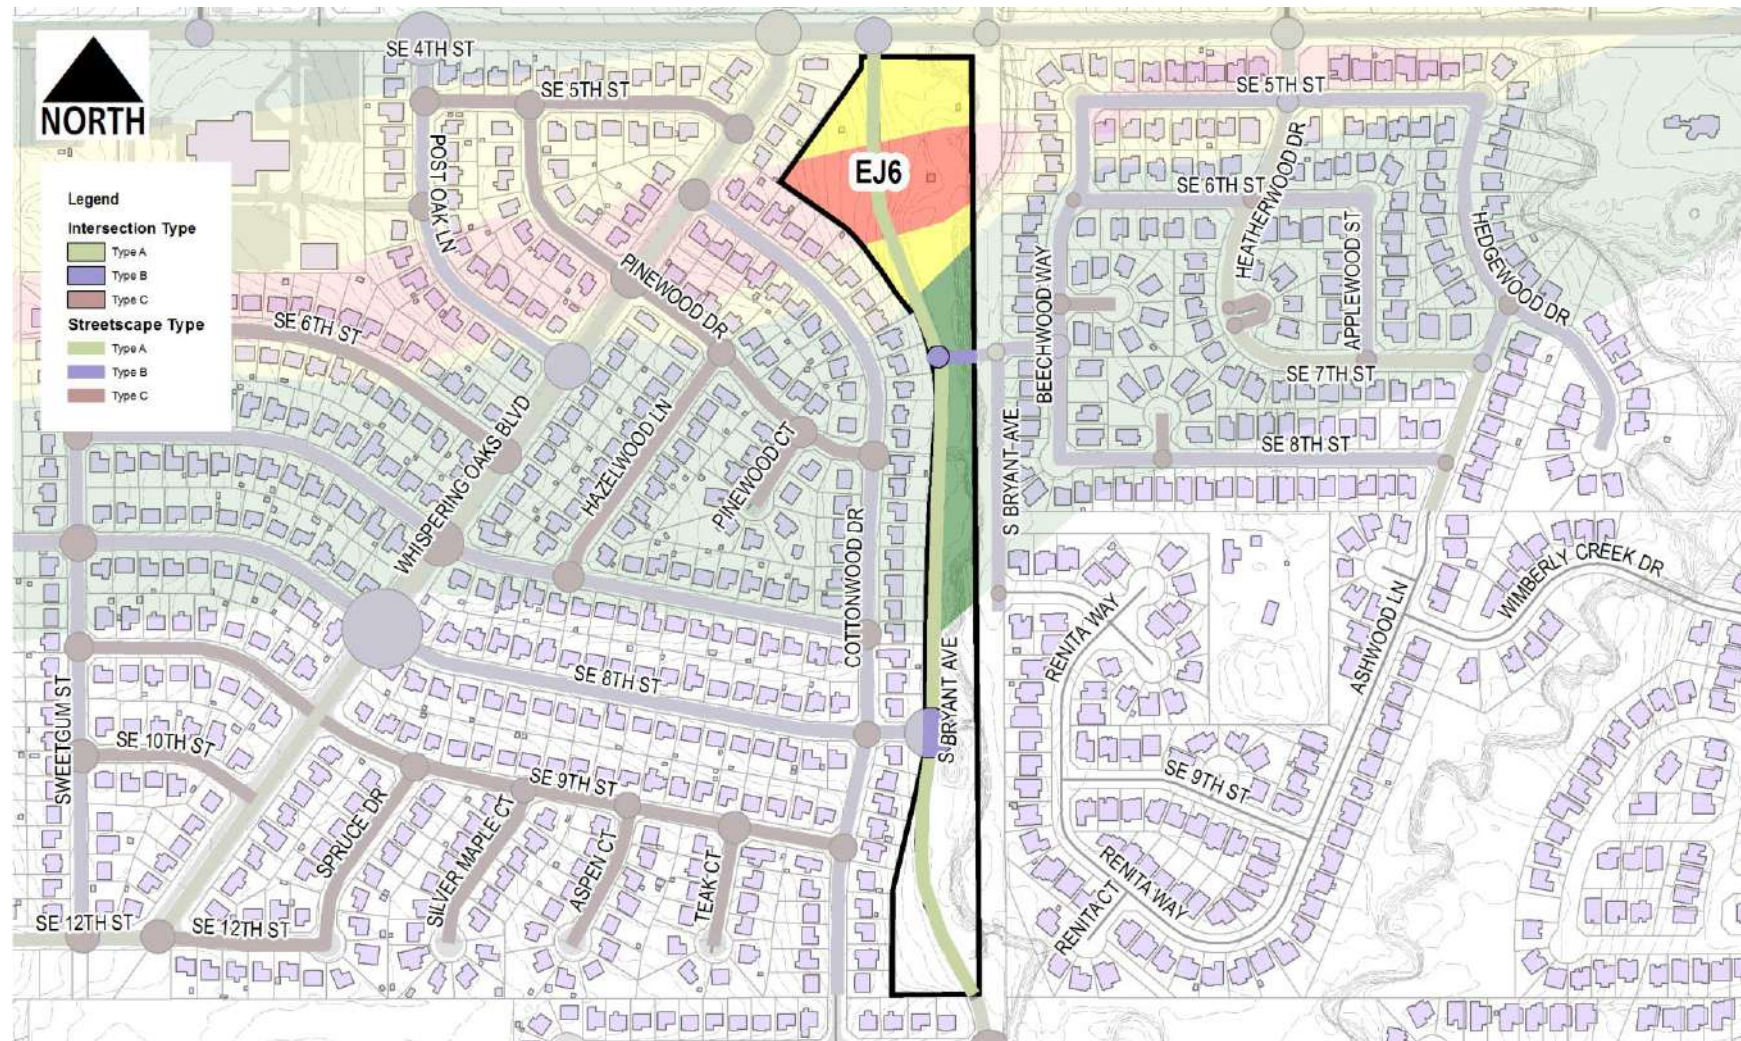 NORTH
Legend
Intersection Type
Type A
Type B
Type C
Streetscape Type
Type A
Type B
Type C
SE 4TH ST
SE 5TH ST
POST OAK LN
PINEWOOD DR
SE 6TH ST
WHISPERING OAKS BLVD
HAZELWOOD LN
PINEWOOD CT
COTTONWOOD DR
SE 8TH ST
SWEETGUM ST
SE 10TH ST
SE 9TH ST
SPRUCE DR
SILVER MAPLE CT
ASPEN CT
TEAK CT
SE 12TH ST
SE 12TH ST
EJ6
S BRYANT AVE
S BRYANT AVE
SE 5TH ST
HEATHERWOOD DR
SE 6TH ST
APPLEWOOD ST
HEDGEWOOD DR
BEECHWOOD WAY
SE 7TH ST
SE 8TH ST
WIMBERLY CREEK DR
RENITA WAY
ASHWOOD LN
SE 9TH ST
RENITA WAY
RENITA CT